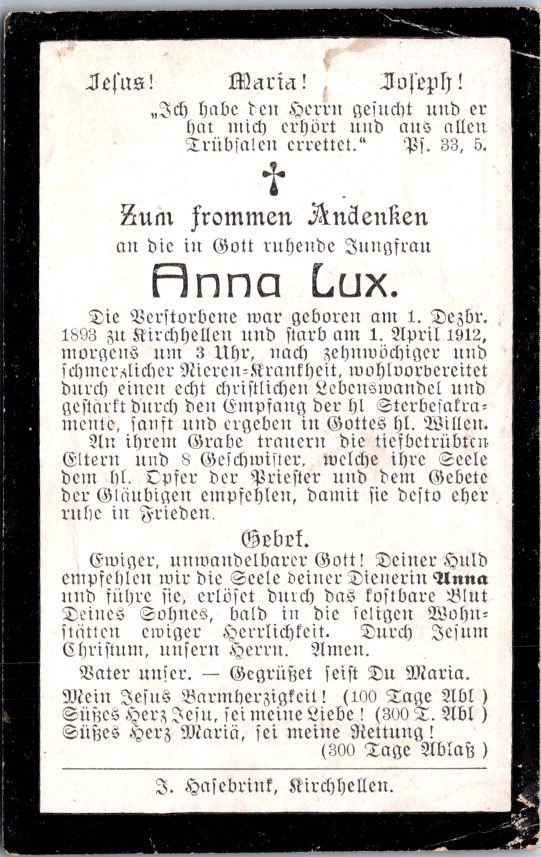 Jesus! Maria! Joseph!
„Ich habe den Herrn gesucht und er
hat mich erhört und aus allen
Trübsalen errettet.“ Ps. 33, 5.
Zum frommen Andenken
an die in Gott ruhende Jungfrau
Anna Lux.
Die Verstorbene war geboren am 1. Dezbr.
1893 zu Kirchhellen und starb am 1. April 1912,
morgens um 3 Uhr, nach zehnwöchiger und
schmerzlicher Nieren-Krankheit, wohlvorbereitet
durch einen echt christlichen Lebenswandel und
gestärkt durch den Empfang der hl Sterbesakra-
mente, sanft und ergeben in Gottes hl. Willen.
An ihrem Grabe trauern die tiefbetrübten
Eltern und 8 Geschwister, welche ihre Seele
dem hl. Opfer der Priester und dem Gebete
der Gläubigen empfehlen, damit sie desto eher
ruhe in Frieden.
Gebet.
Ewiger, unwandelbarer Gott! Deiner Huld
empfehlen wir die Seele deiner Dienerin Anna
und führe sie, erlöset durch das kostbare Blut
Deines Sohnes, bald in die seligen Wohn-
stätten ewiger Herrlichkeit. Durch Jesum
Christum, unsern Herrn. Amen.
Vater unser. — Gegrüßet seist Du Maria.
Mein Jesus Barmherzigkeit! (100 Tage Abl )
Süßes Herz Jesu, sei meine Liebe! (300 T. Abl )
Süßes Herz Mariä, sei meine Rettung!
(300 Tage Ablaß)
J. Hasebrink, Kirchhellen.